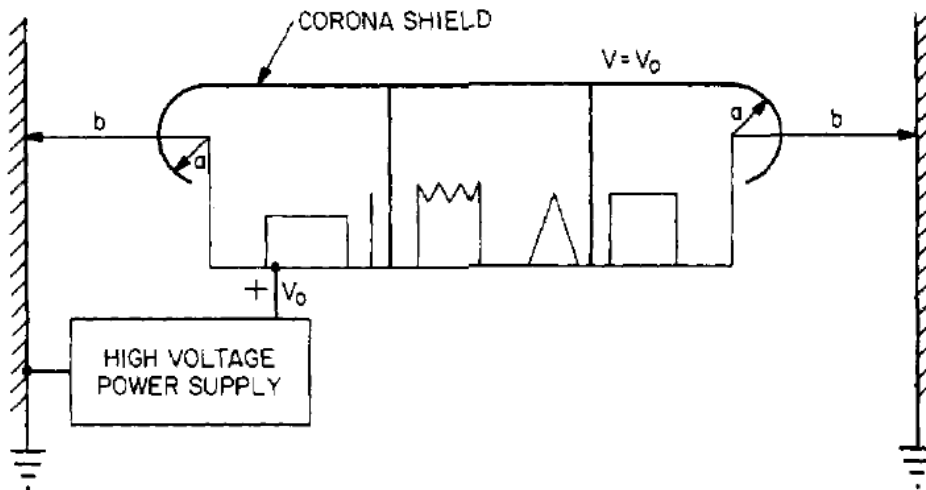 CORONA SHIELD
V = V₀
b
a
a
b
+ V₀
HIGH VOLTAGE
POWER SUPPLY